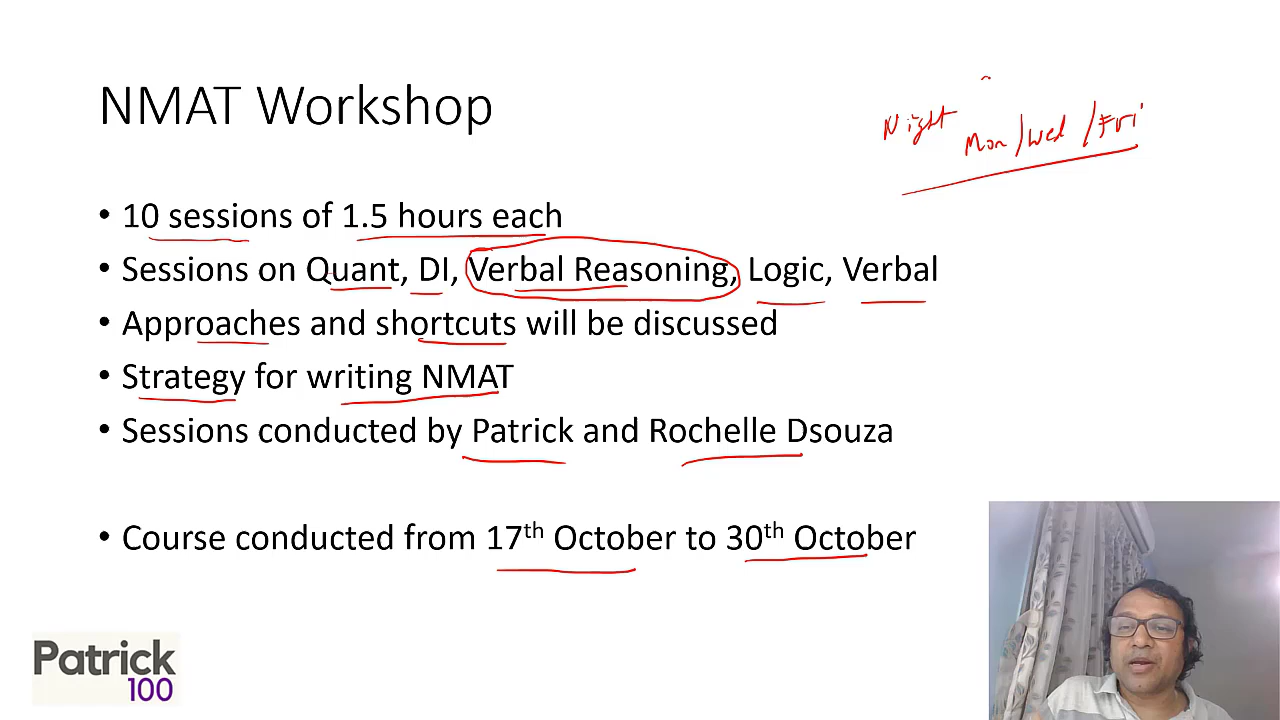 NMAT Workshop
Night Mon/Wed/Fri
• 10 sessions of 1.5 hours each
• Sessions on Quant, DI, Verbal Reasoning, Logic, Verbal
• Approaches and shortcuts will be discussed
• Strategy for writing NMAT
• Sessions conducted by Patrick and Rochelle Dsouza
• Course conducted from 17th October to 30th October
Patrick
100